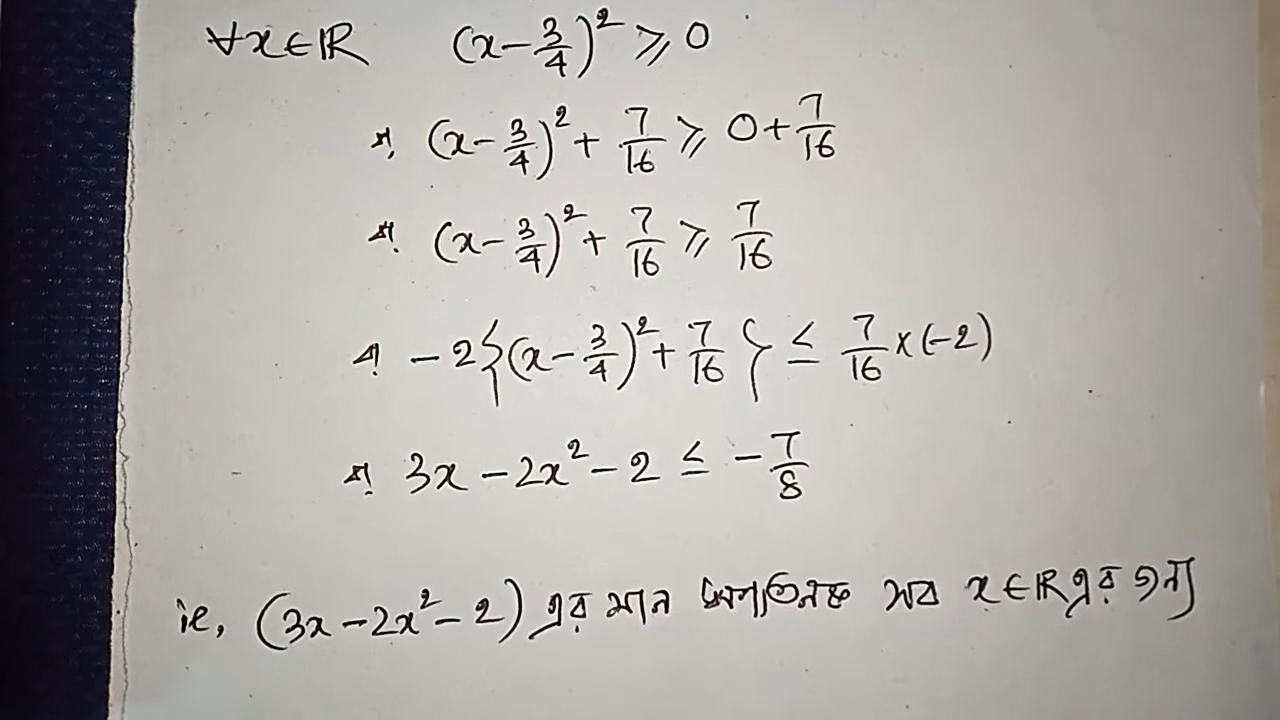 ∀x∈ℝ (x-3/4)² ≥ 0
বা, (x-3/4)² + 7/16 ≥ 0+7/16
বা, (x-3/4)² + 7/16 ≥ 7/16
বা -2{(x-3/4)² + 7/16} ≤ 7/16 ×(-2)
বা, 3x - 2x² - 2 ≤ -7/8
ie, (3x - 2x² - 2) এর মান সব x∈ℝ এর জন্য